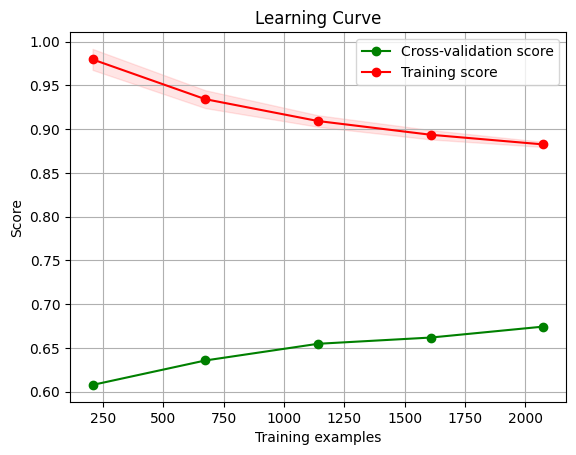 Learning Curve
Cross-validation score
Training score
Score
1.00
0.95
0.90
0.85
0.80
0.75
0.70
0.65
0.60
250 500 750 1000 1250 1500 1750 2000
Training examples